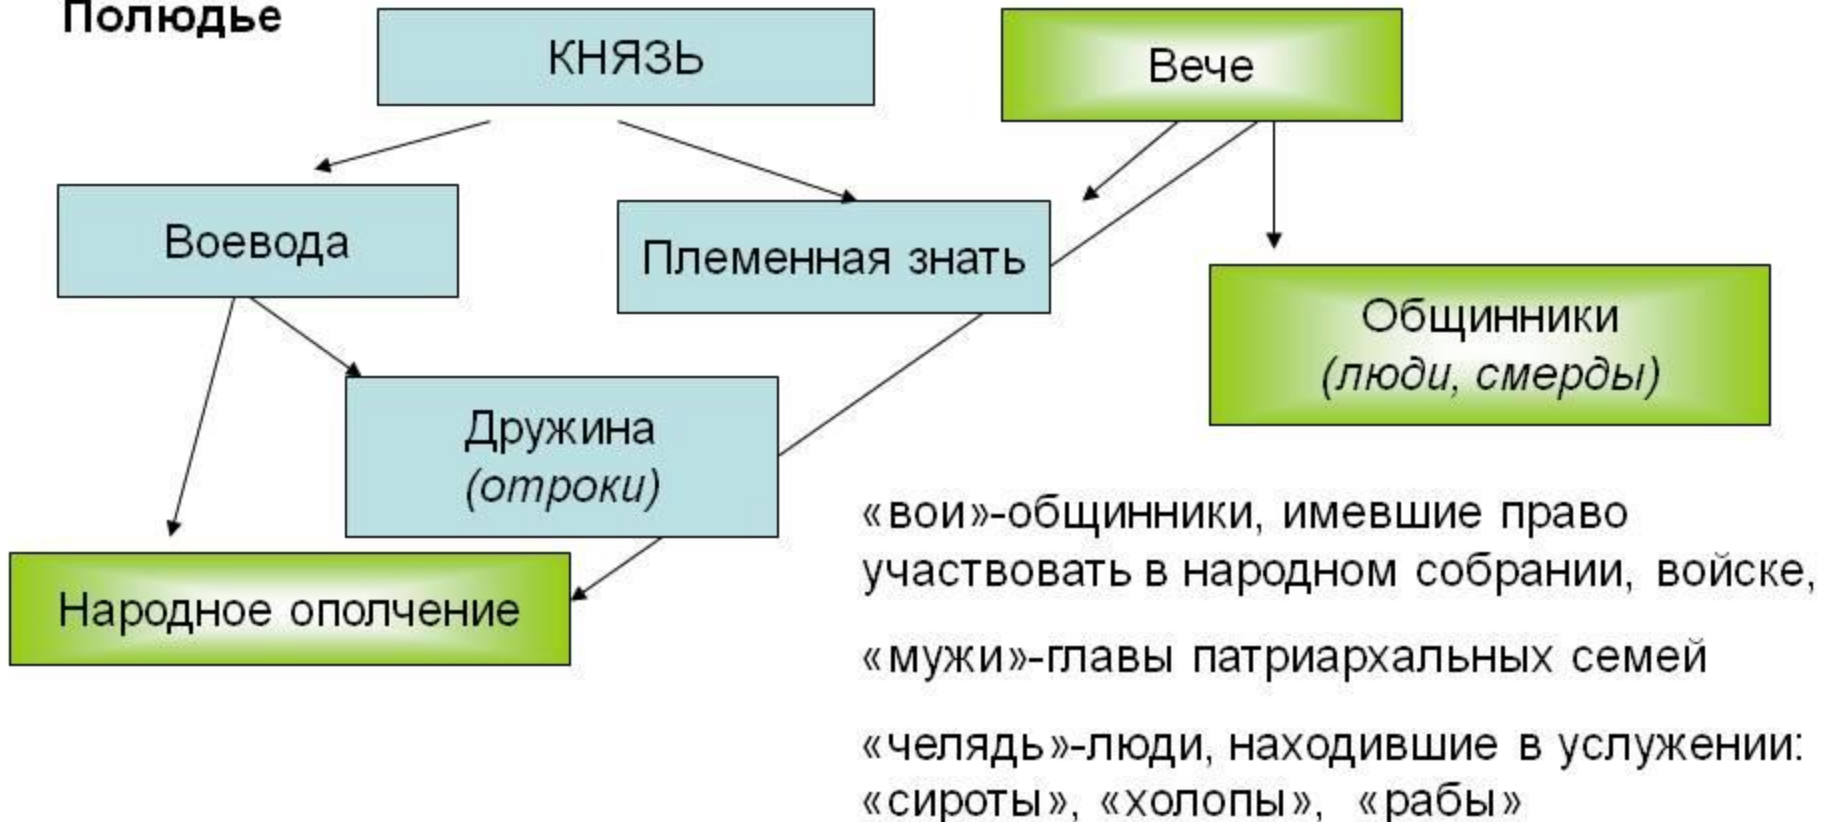 Полюдье
КНЯЗЬ
Вече
Воевода
Племенная знать
Общинники
(люди, смерды)
Дружина
(отроки)
Народное ополчение
«вои»-общинники, имевшие право
участвовать в народном собрании, войске,
«мужи»-главы патриархальных семей
«челядь»-люди, находившие в услужении:
«сироты», «холопы», «рабы»